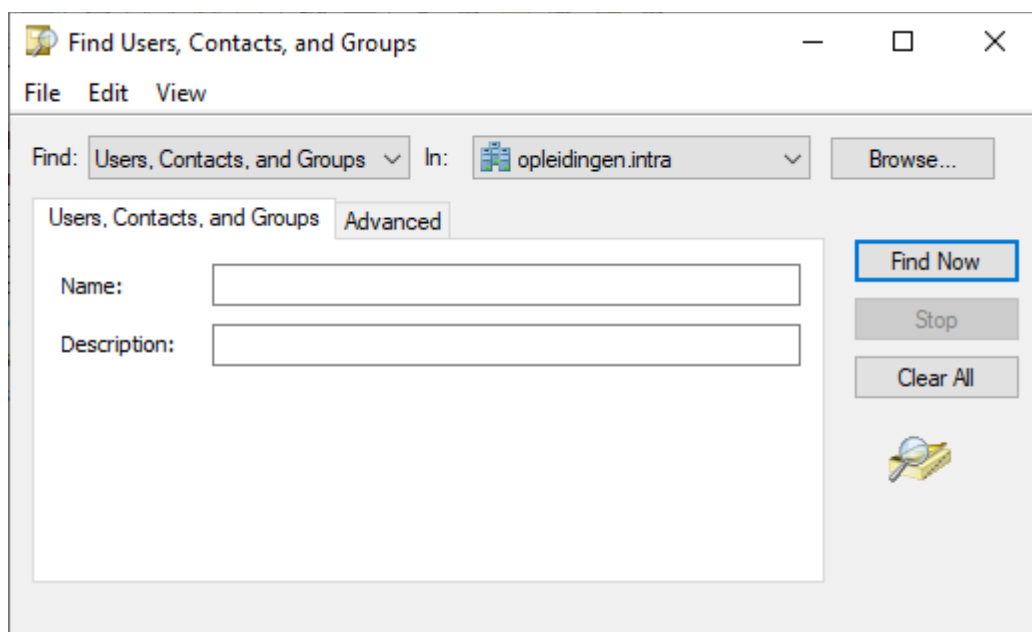 Find Users, Contacts, and Groups
File Edit View
Find: Users, Contacts, and Groups In: opleidingen.intra Browse...
Users, Contacts, and Groups Advanced
Find Now
Name:
Stop
Description:
Clear All